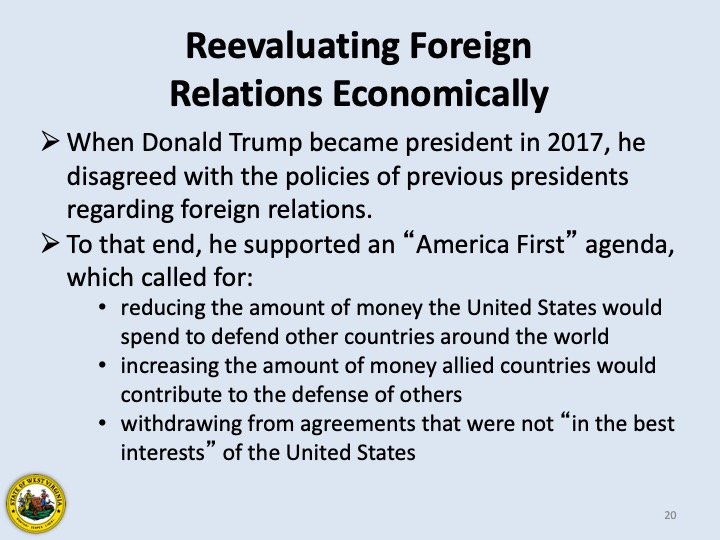 Reevaluating Foreign
Relations Economically
➢ When Donald Trump became president in 2017, he
disagreed with the policies of previous presidents
regarding foreign relations.
➢ To that end, he supported an “America First” agenda,
which called for:
• reducing the amount of money the United States would
spend to defend other countries around the world
• increasing the amount of money allied countries would
contribute to the defense of others
• withdrawing from agreements that were not “in the best
interests” of the United States
STATE OF WEST VIRGINIA
20